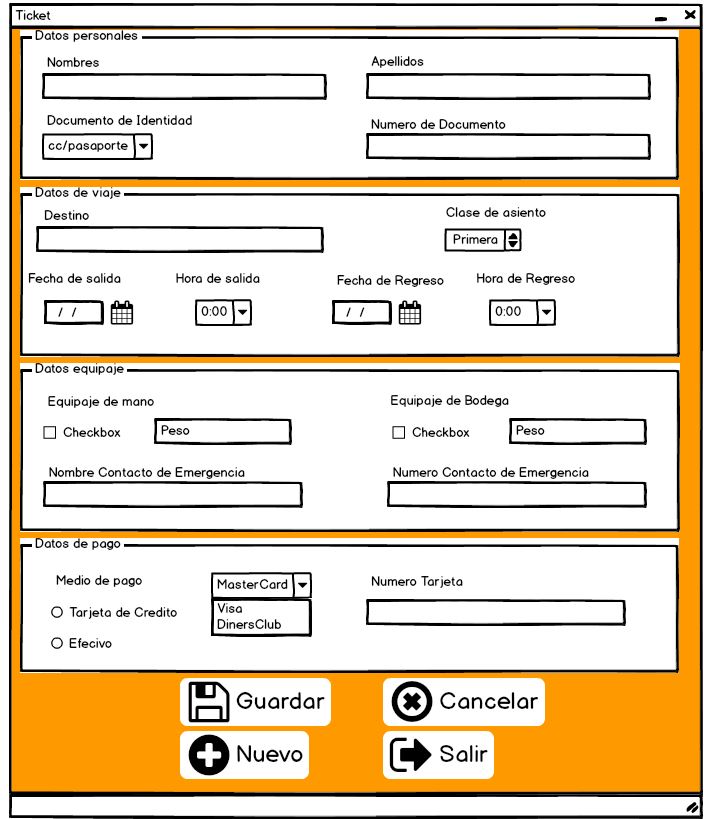 Ticket
Datos personales
Nombres
Apellidos
Documento de Identidad
Numero de Documento
cc/pasaporte
Datos de viaje
Destino
Clase de asiento
Primera
Fecha de salida
Hora de salida
Fecha de Regreso
Hora de Regreso
/ /
0:00
/ /
0:00
Datos equipaje
Equipaje de mano
Equipaje de Bodega
Checkbox
Peso
Checkbox
Peso
Nombre Contacto de Emergencia
Numero Contacto de Emergencia
Datos de pago
Medio de pago
MasterCard
Numero Tarjeta
Tarjeta de Credito
Visa
DinersClub
Efecivo
Guardar
Cancelar
Nuevo
Salir